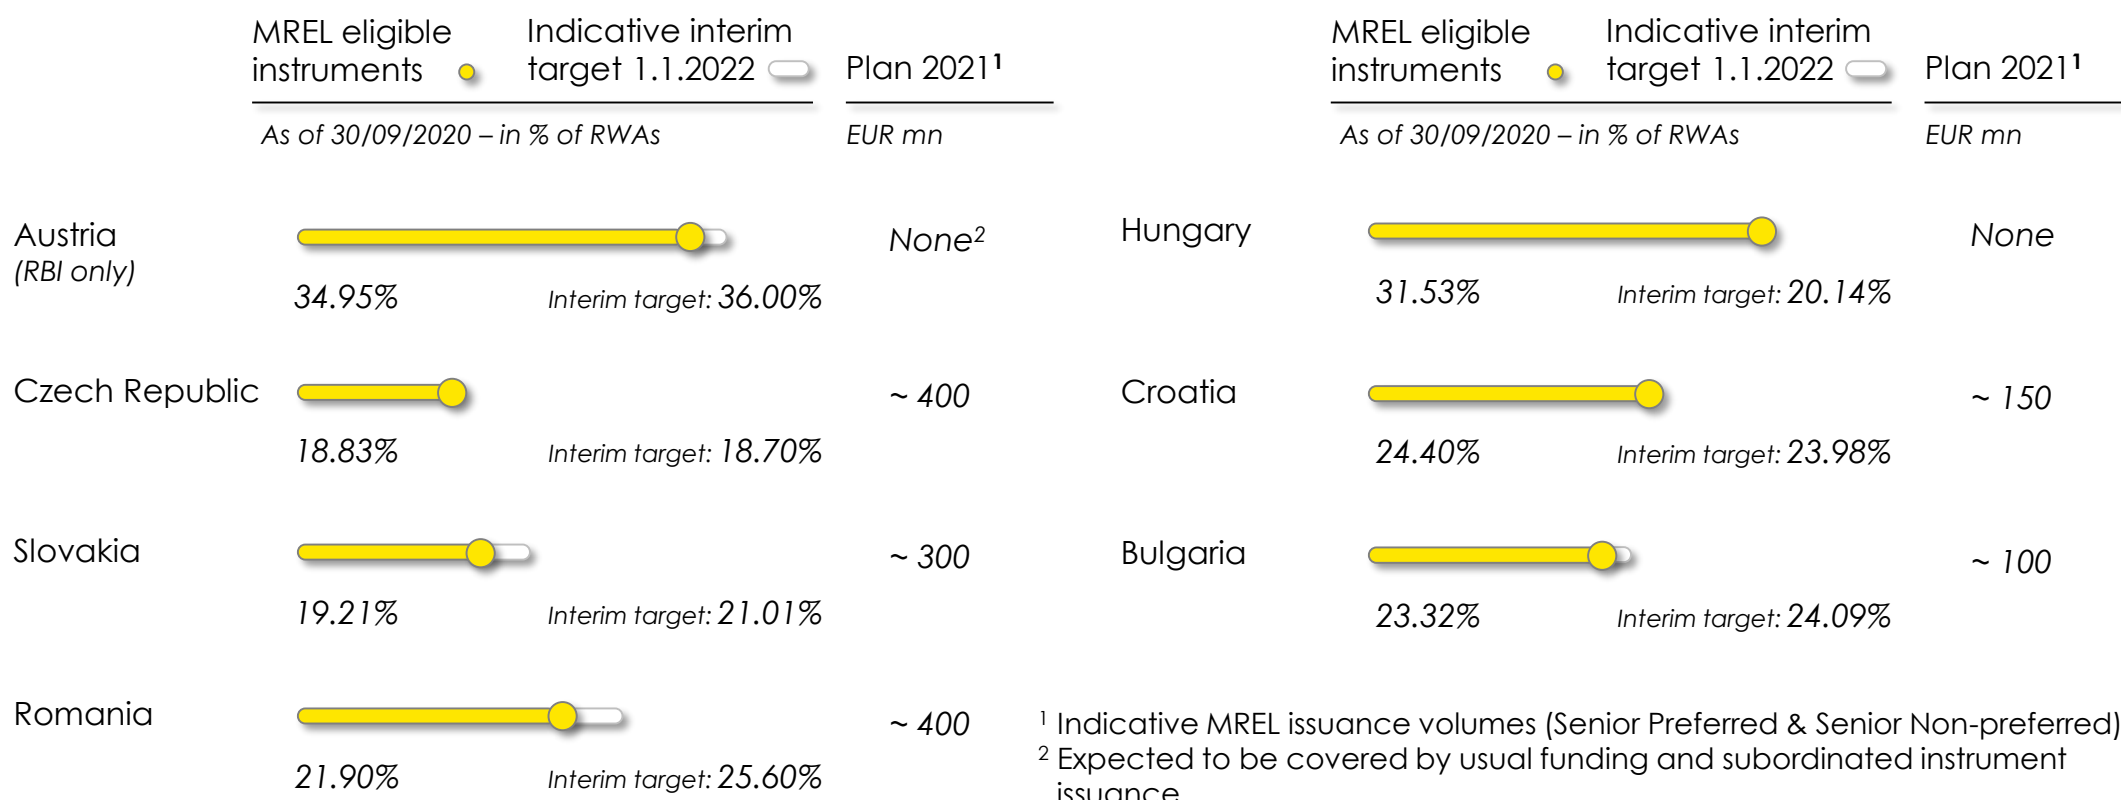 MREL eligible
instruments
Indicative interim
target 1.1.2022
Plan 2021¹
As of 30/09/2020 – in % of RWAs
EUR mn
Austria
(RBI only)
34.95%
Interim target: 36.00%
None²
Czech Republic
18.83%
Interim target: 18.70%
~ 400
Slovakia
19.21%
Interim target: 21.01%
~ 300
Romania
21.90%
Interim target: 25.60%
~ 400
MREL eligible
instruments
Indicative interim
target 1.1.2022
Plan 2021¹
As of 30/09/2020 – in % of RWAs
EUR mn
Hungary
31.53%
Interim target: 20.14%
None
Croatia
24.40%
Interim target: 23.98%
~ 150
Bulgaria
23.32%
Interim target: 24.09%
~ 100
¹ Indicative MREL issuance volumes (Senior Preferred & Senior Non-preferred)
² Expected to be covered by usual funding and subordinated instrument
issuance